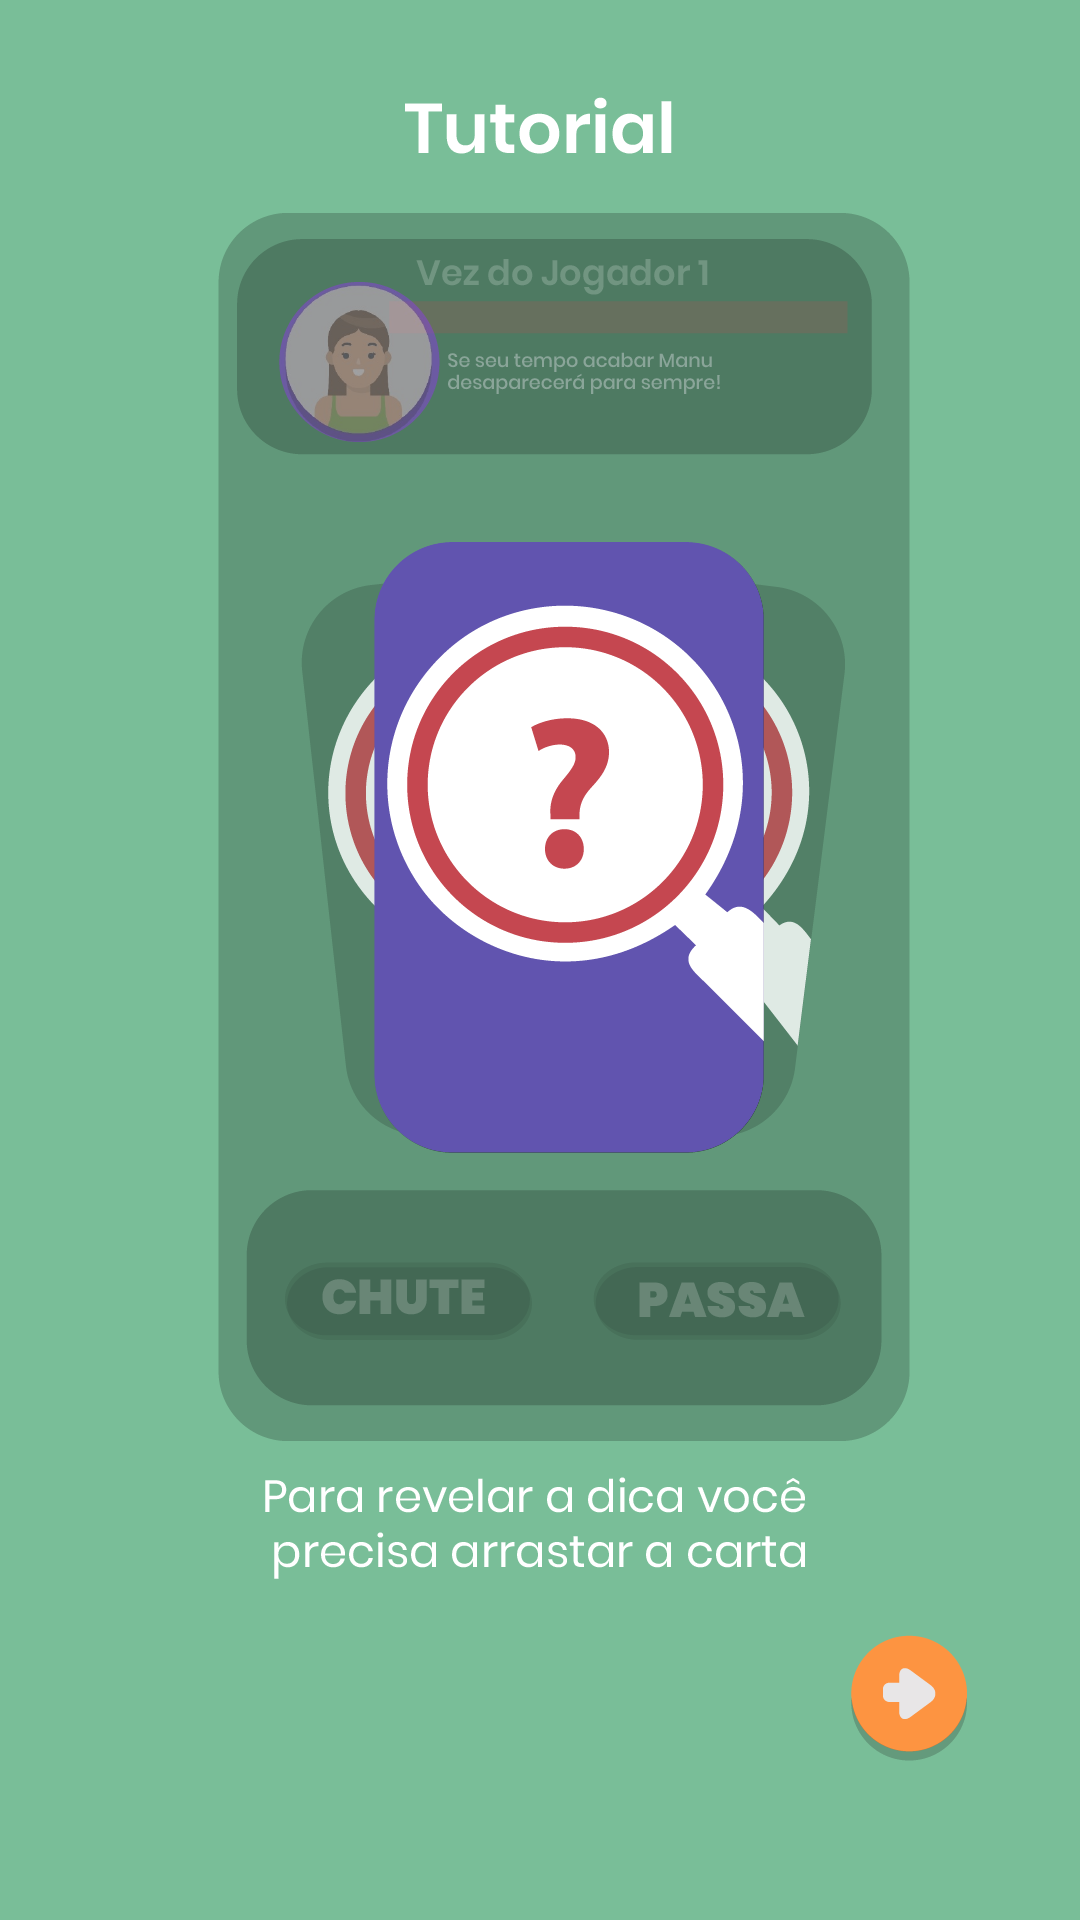 Tutorial
Vez do Jogador 1
Se seu tempo acabar Manu
desaparecerá para sempre!
?
CHUTE
PASSA
Para revelar a dica você
precisa arrastar a carta